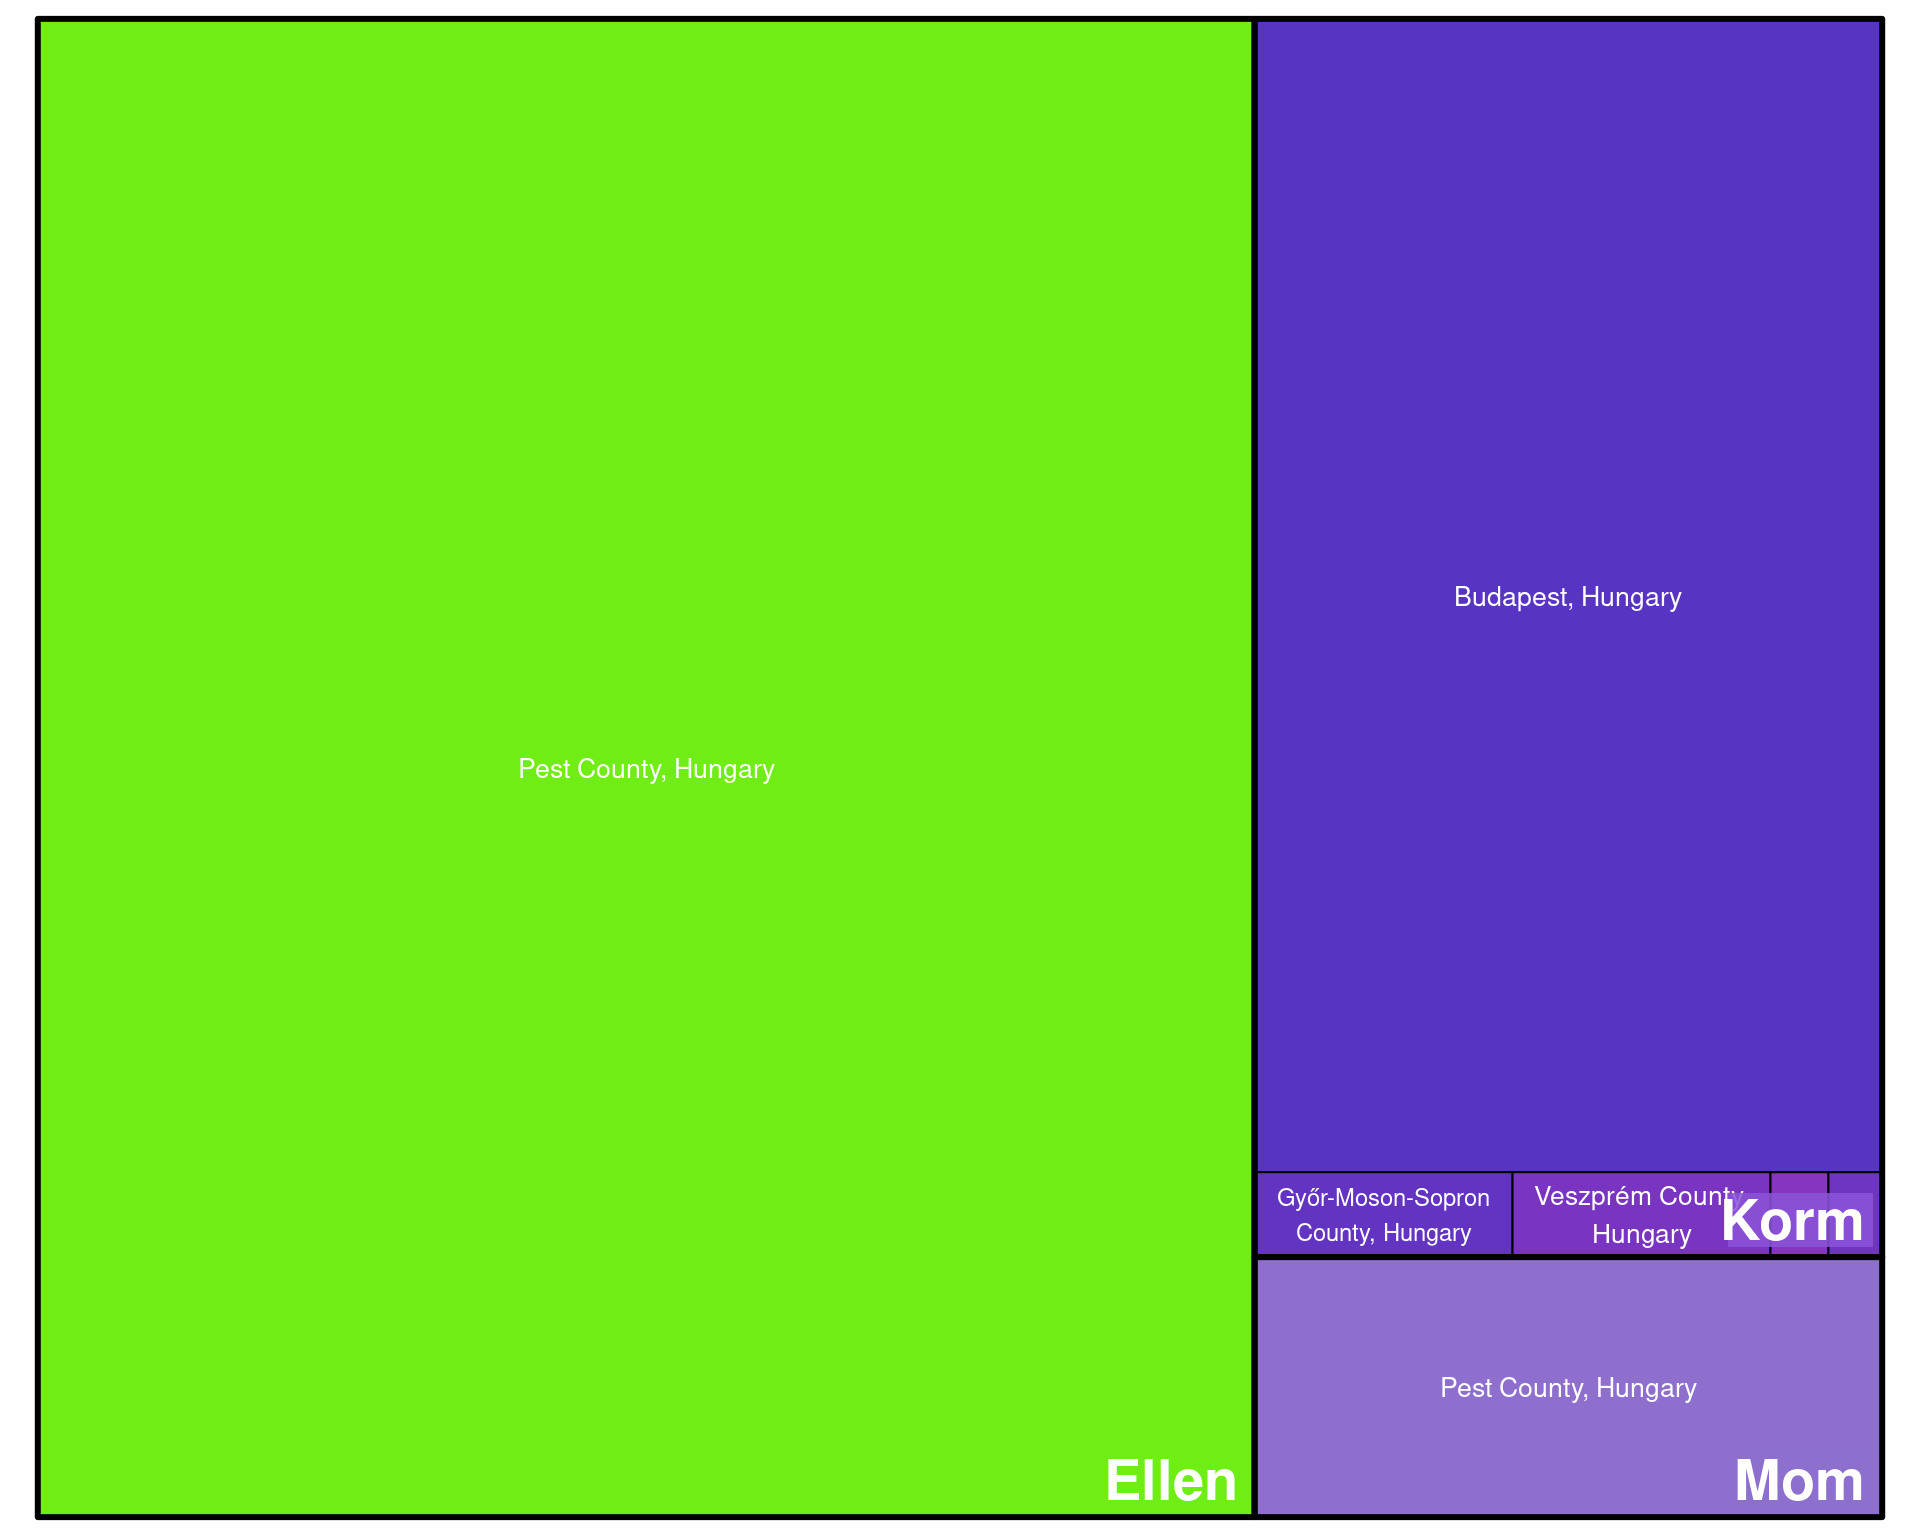 Pest County, Hungary
Ellen
Budapest, Hungary
Győr-Moson-Sopron
County, Hungary
Veszprém County,
Hungary
Korm
Pest County, Hungary
Mom